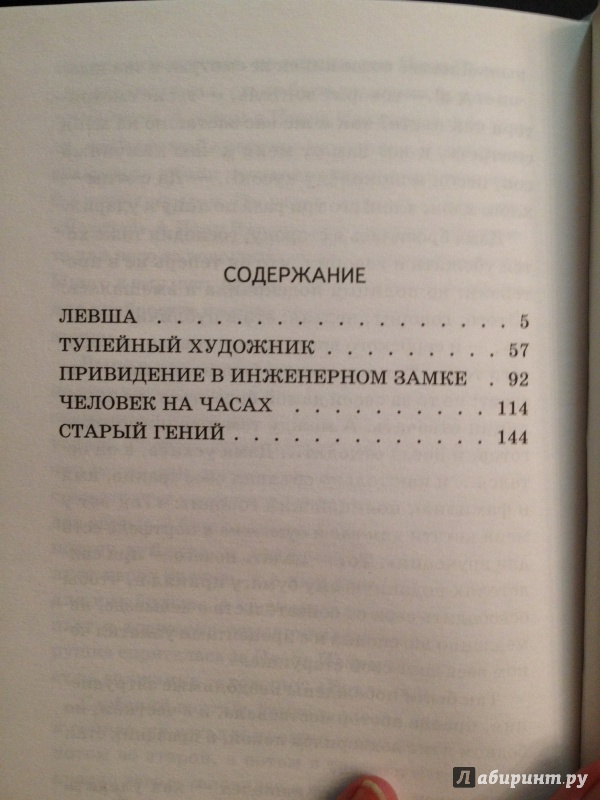 СОДЕРЖАНИЕ
ЛЕВША . . . . . . . . . . . . . . . . . . . . 5
ТУПЕЙНЫЙ ХУДОЖНИК . . . . . . . . . . . 57
ПРИВИДЕНИЕ В ИНЖЕНЕРНОМ ЗАМКЕ . 92
ЧЕЛОВЕК НА ЧАСАХ . . . . . . . . . . . 114
СТАРЫЙ ГЕНИЙ . . . . . . . . . . . . . . 144
Лабиринт.ру